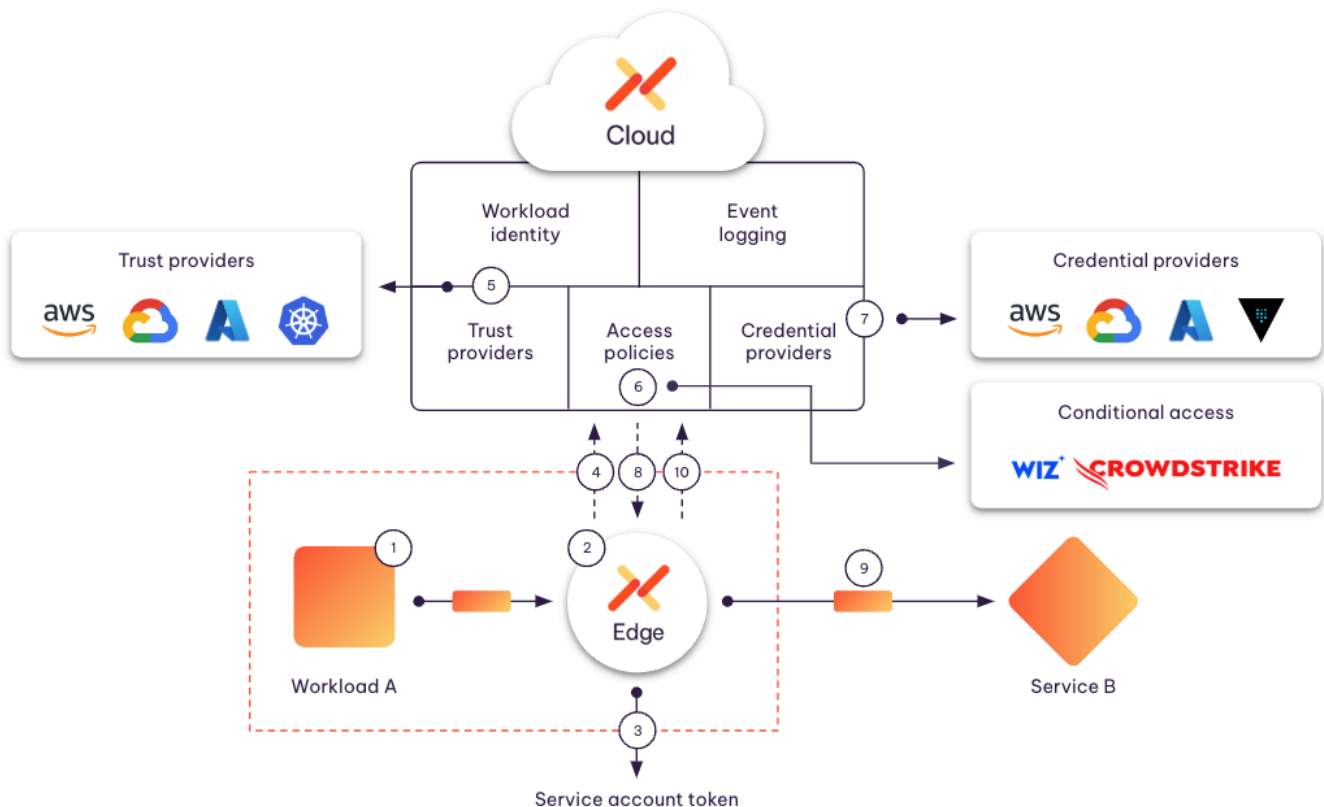 Cloud
Workload
identity
Event
logging
Trust providers
aws
5
Trust
providers
Access
policies
6
Credential
providers
7
Credential providers
aws
Conditional access
WIZ
CROWDSTRIKE
4
8
10
1
2
9
Edge
Workload A
Service B
3
Service account token